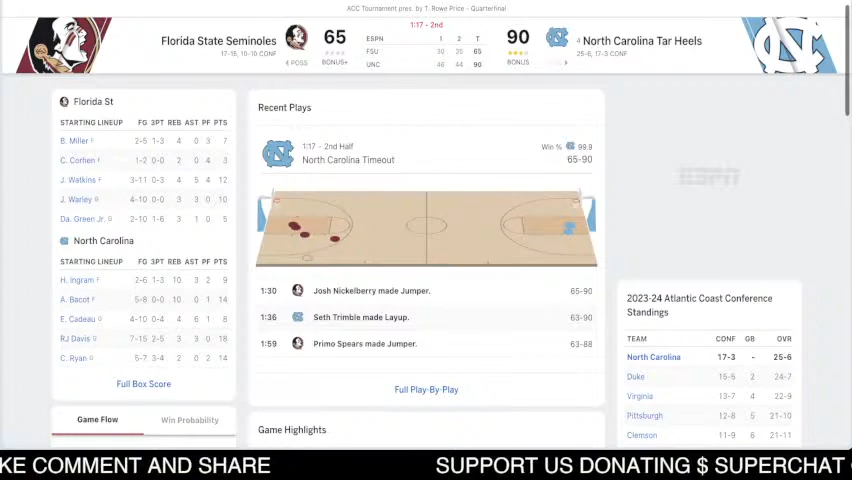 ACC Tournament pres. by T. Rowe Price - Quarterfinal
1:17 - 2nd
Florida State Seminoles
17-15, 10-10 CONF
65
BONUS+
POSS
ESPN 1 2 T
FSU 30 25 65
UNC 46 44 90
90
BONUS
4 North Carolina Tar Heels
25-6, 17-3 CONF
Florida St
STARTING LINEUP FG 3PT REB AST PF PTS
B. Miller F 2-5 1-3 4 0 3 7
C. Corhen F 1-2 0-0 2 0 4 3
J. Watkins F 3-11 0-3 4 5 4 12
J. Warley G 4-10 0-0 3 3 0 10
Da. Green Jr. G 2-10 1-6 3 1 0 5
North Carolina
STARTING LINEUP FG 3PT REB AST PF PTS
H. Ingram F 2-6 1-3 10 3 2 9
A. Bacot F 5-8 0-0 10 0 1 14
E. Cadeau G 4-10 0-4 4 6 1 8
RJ Davis G 7-15 2-5 3 3 0 18
C. Ryan G 5-7 3-4 2 0 2 14
Full Box Score
Game Flow Win Probability
Recent Plays
1:17 - 2nd Half
North Carolina Timeout
Win % 99.9
65-90
1:30 Josh Nickelberry made Jumper. 65-90
1:36 Seth Trimble made Layup. 63-90
1:59 Primo Spears made Jumper. 63-88
Full Play-By-Play
Game Highlights
ESPN
2023-24 Atlantic Coast Conference
Standings
TEAM CONF GB OVR
North Carolina 17-3 - 25-6
Duke 15-5 2 24-7
Virginia 13-7 4 22-9
Pittsburgh 12-8 5 21-10
Clemson 11-9 6 21-11
KE COMMENT AND SHARE SUPPORT US DONATING $ SUPERCHAT